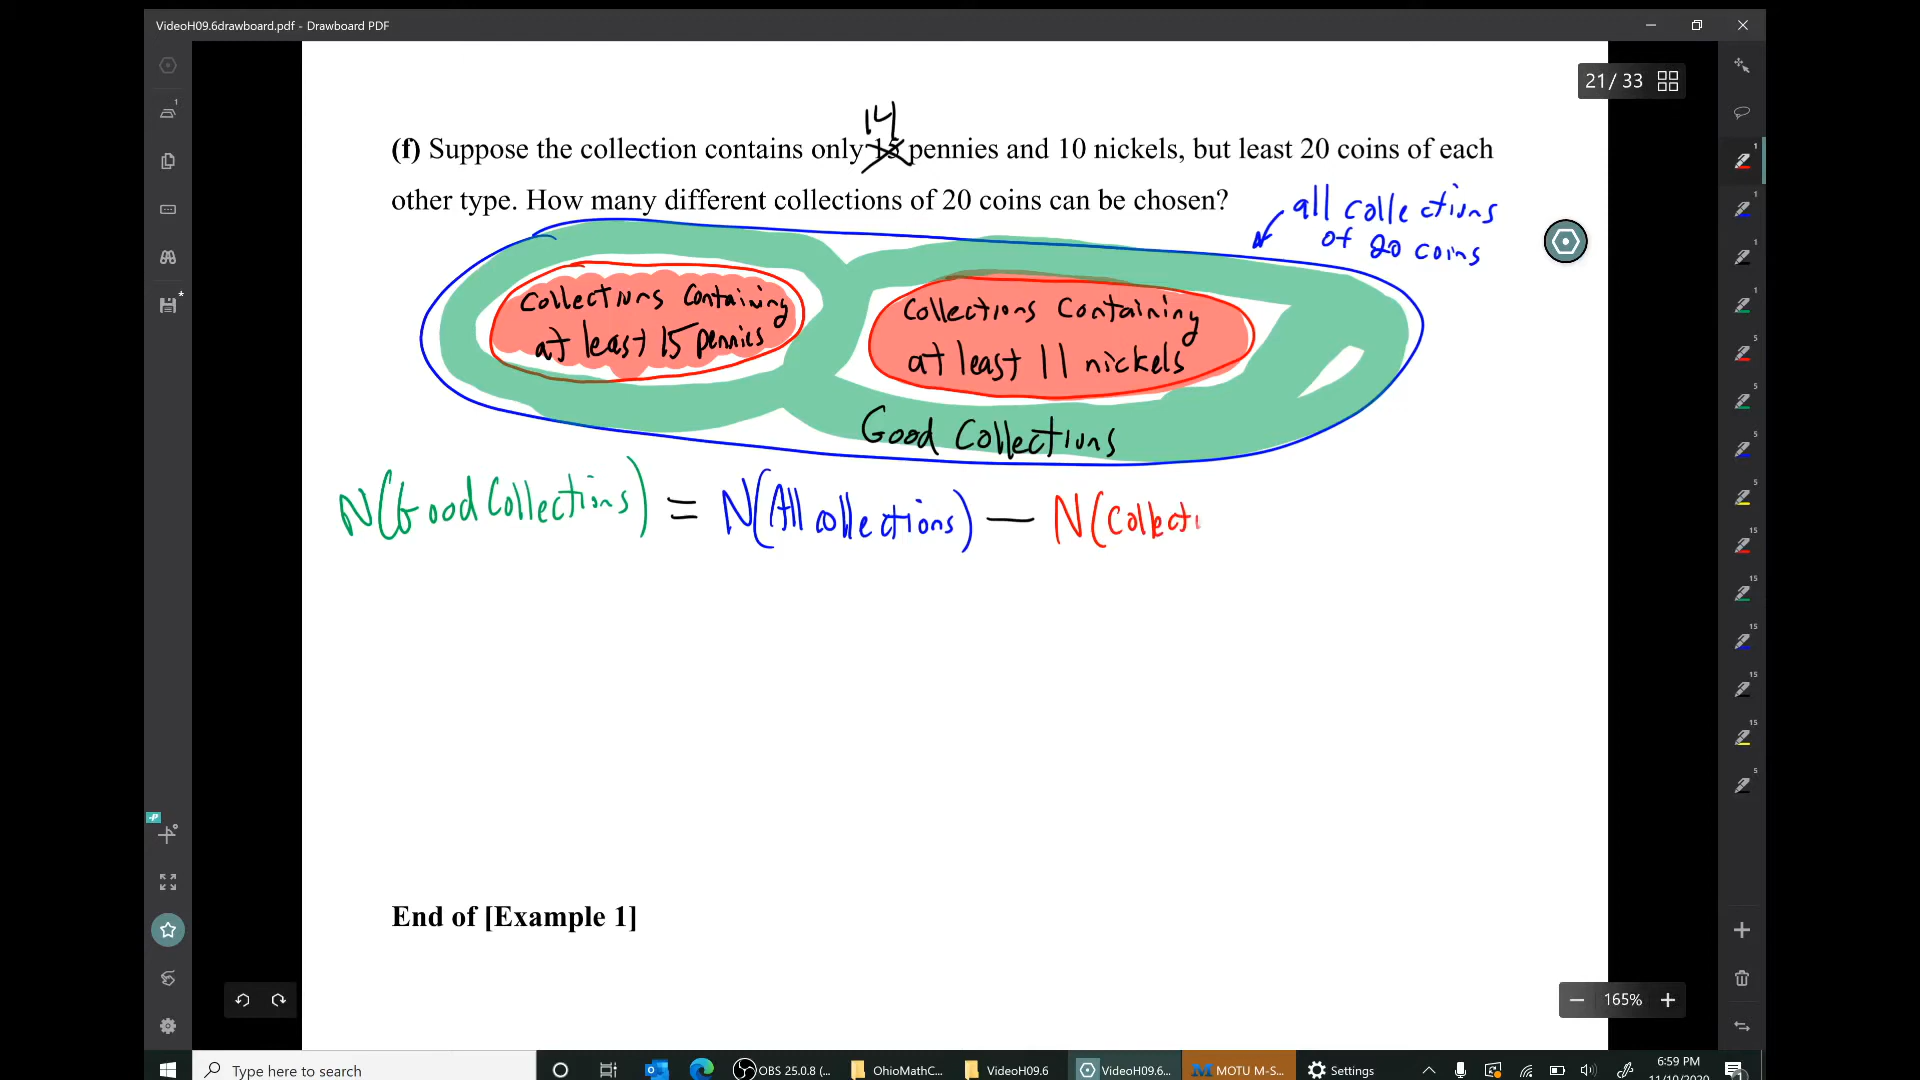 VideoH09.6drawboard.pdf - Drawboard PDF
21 / 33
14
(f) Suppose the collection contains only 15 pennies and 10 nickels, but least 20 coins of each
other type. How many different collections of 20 coins can be chosen?
all collections
of 20 coins
Collections Containing
at least 15 pennies
Collections Containing
at least 11 nickels
Good Collections
N(Good Collections) = N(All collections) — N(Collecti
End of [Example 1]
165%
Type here to search
OBS 25.0.8 (...
OhioMathC...
VideoH09.6
VideoH09.6...
MOTU M-S...
Settings
6:59 PM
11/10/2020